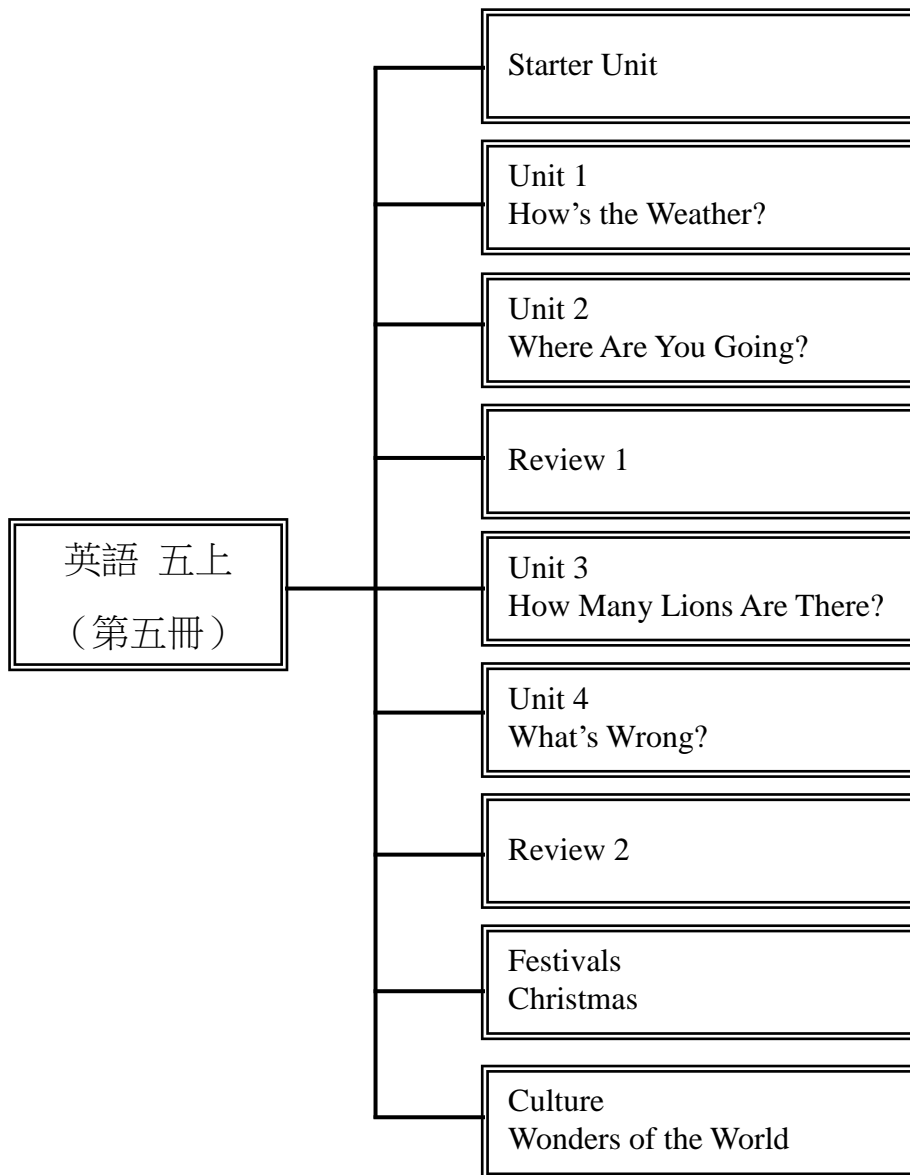 英語 五上
（第五冊）
Starter Unit
Unit 1
How’s the Weather?
Unit 2
Where Are You Going?
Review 1
Unit 3
How Many Lions Are There?
Unit 4
What’s Wrong?
Review 2
Festivals
Christmas
Culture
Wonders of the World